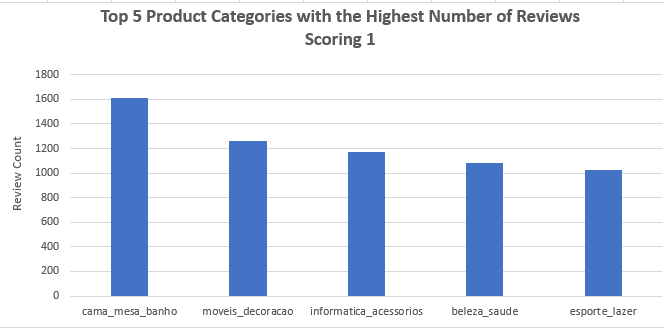 Top 5 Product Categories with the Highest Number of Reviews
Scoring 1
1800
1600
1400
1200
1000
800
600
400
200
0
Review Count
cama_mesa_banho moveis_decoracao informatica_acessorios beleza_saude esporte_lazer